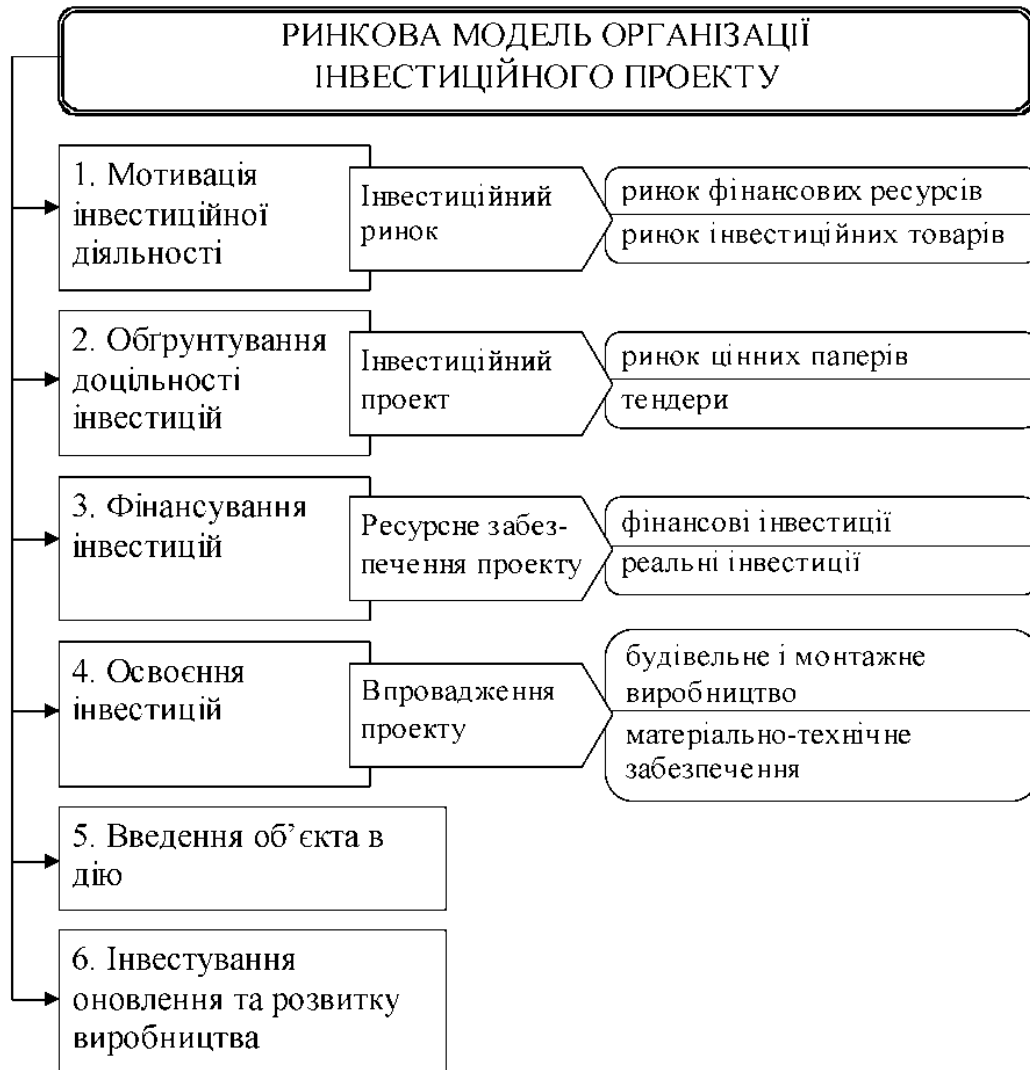 РИНКОВА МОДЕЛЬ ОРГАНІЗАЦІЇ
ІНВЕСТИЦІЙНОГО ПРОЕКТУ
1. Мотивація
інвестиційної
діяльності
Інвестиційний
ринок
ринок фінансових ресурсів
ринок інвестиційних товарів
2. Обґрунтування
доцільності
інвестицій
Інвестиційний
проект
ринок цінних паперів
тендери
3. Фінансування
інвестицій
Ресурсне забез-
печення проекту
фінансові інвестиції
реальні інвестиції
4. Освоєння
інвестицій
Впровадження
проекту
будівельне і монтажне
виробництво
матеріально-технічне
забезпечення
5. Введення об’єкта в
дію
6. Інвестування
оновлення та розвитку
виробництва